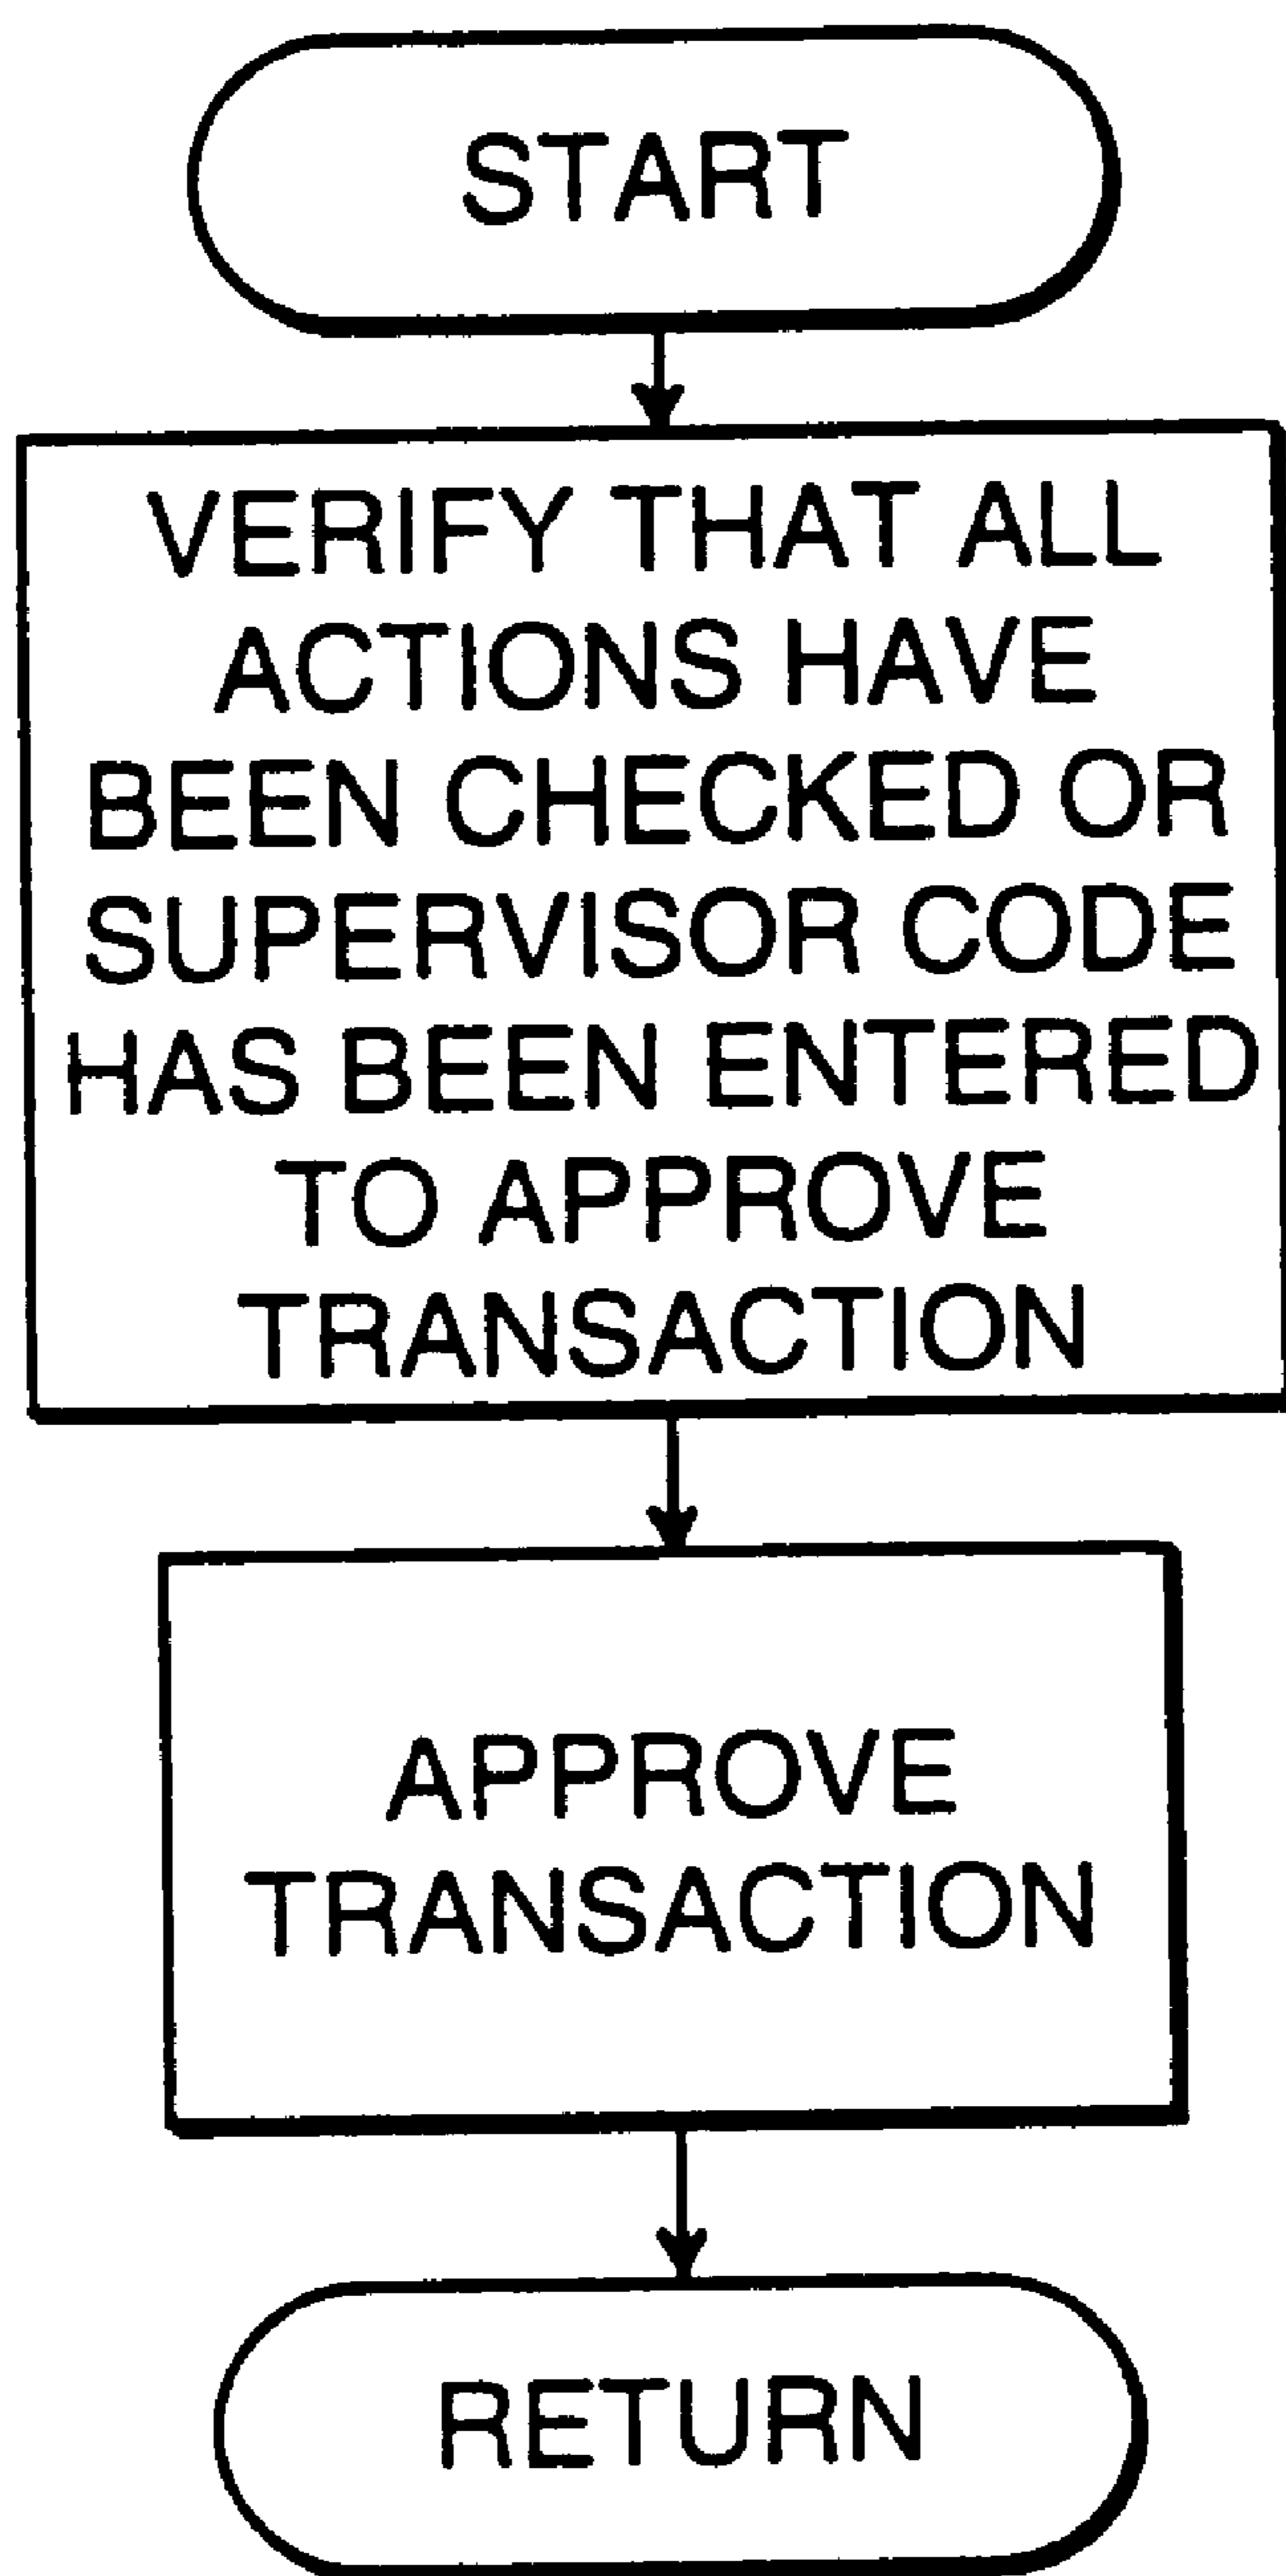 START
VERIFY THAT ALL
ACTIONS HAVE
BEEN CHECKED OR
SUPERVISOR CODE
HAS BEEN ENTERED
TO APPROVE
TRANSACTION
APPROVE
TRANSACTION
RETURN